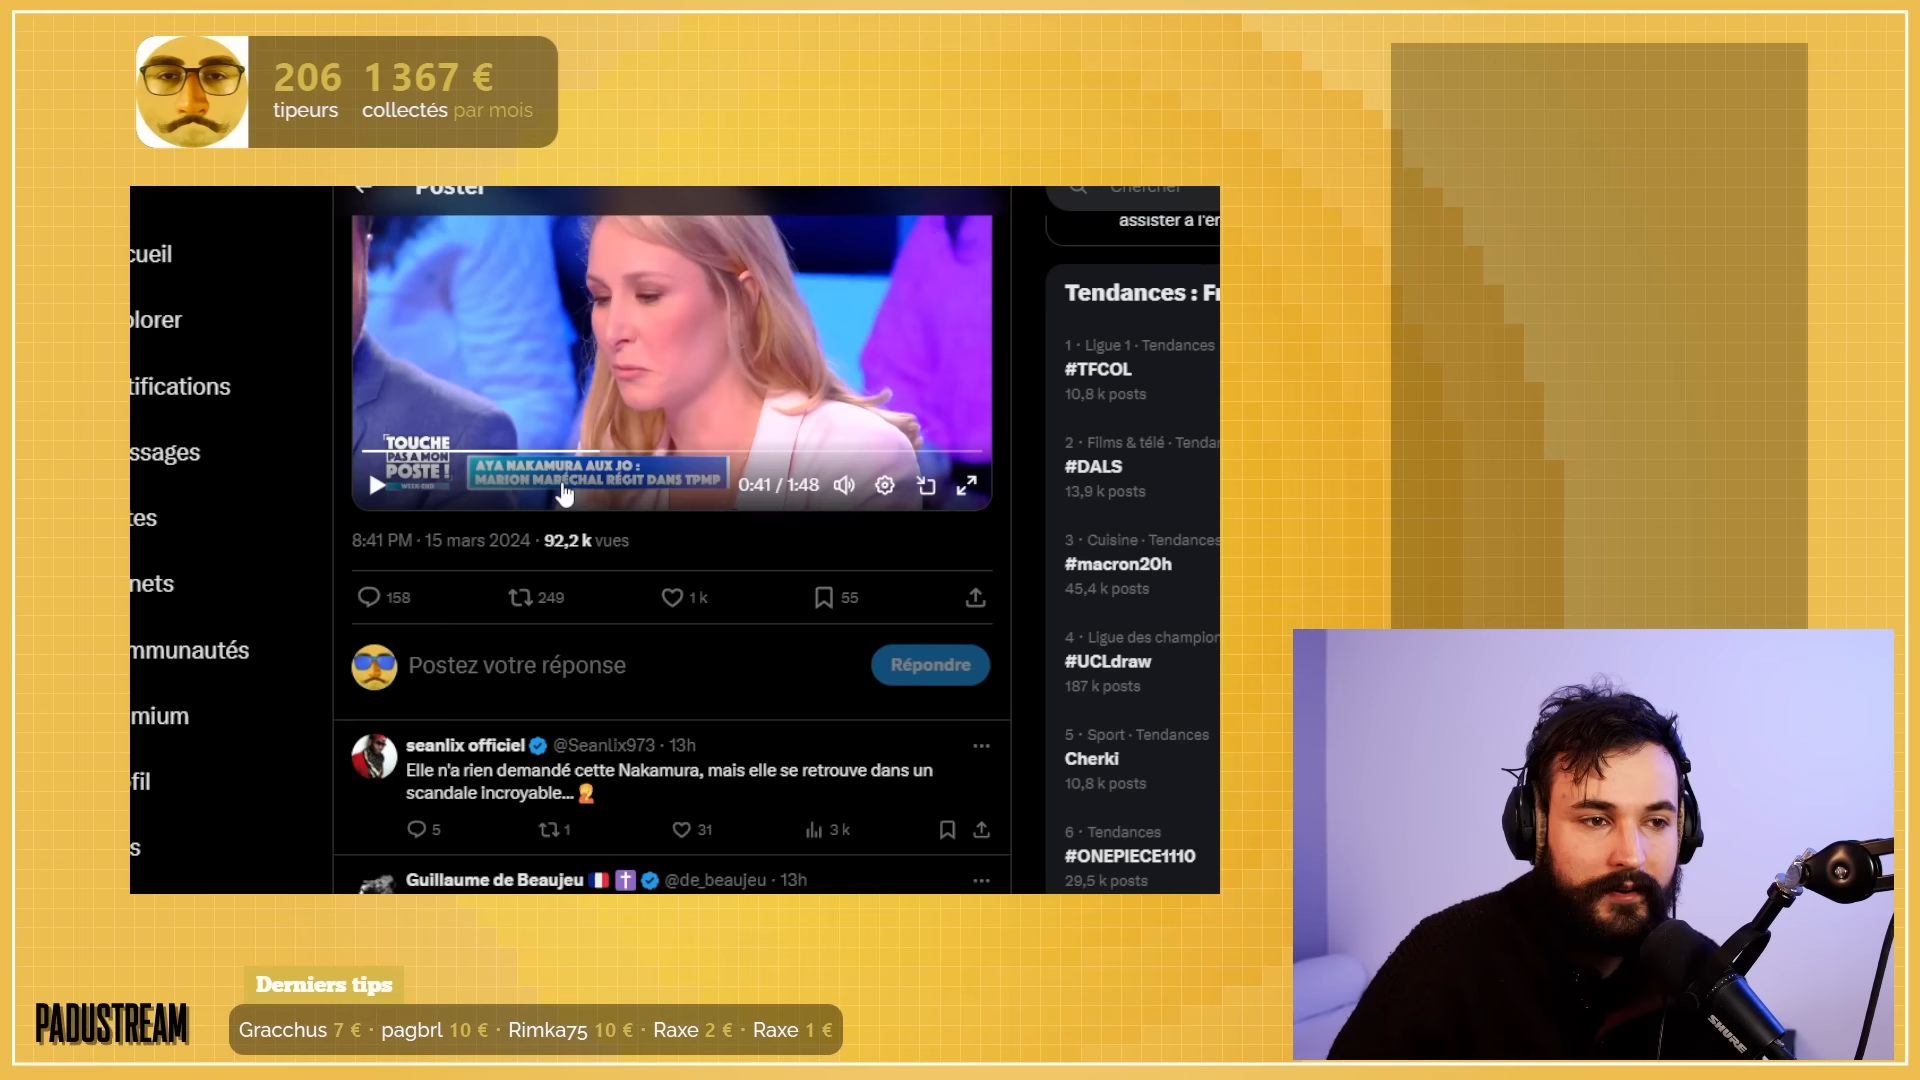 206 1 367 €
tipeurs collectés par mois
Poster
Chercher
assister à l'er
cueil
plorer
tifications
ssages
tes
nets
mmunautés
mium
fil
s
TOUCHE
PAS A MON
POSTE !
WEEK-END
AYA NAKAMURA AUX JO :
MARION MARÉCHAL RÉGIT DANS TPMP
0:41 / 1:48
8:41 PM · 15 mars 2024 · 92,2 k vues
158 249 1 k 55
Postez votre réponse
Répondre
seanlix officiel @Seanlix973 · 13h
Elle n'a rien demandé cette Nakamura, mais elle se retrouve dans un
scandale incroyable...
5 1 31 3 k
Guillaume de Beaujeu @de_beaujeu · 13h
Tendances : Fr
1 · Ligue 1 · Tendances
#TFCOL
10,8 k posts
2 · Films & télé · Tendar
#DALS
13,9 k posts
3 · Cuisine · Tendances
#macron20h
45,4 k posts
4 · Ligue des champion
#UCLdraw
187 k posts
5 · Sport · Tendances
Cherki
10,8 k posts
6 · Tendances
#ONEPIECE1110
29,5 k posts
SHURE
Derniers tips
PADUSTREAM
Gracchus 7 € · pagbrl 10 € · Rimka75 10 € · Raxe 2 € · Raxe 1 €